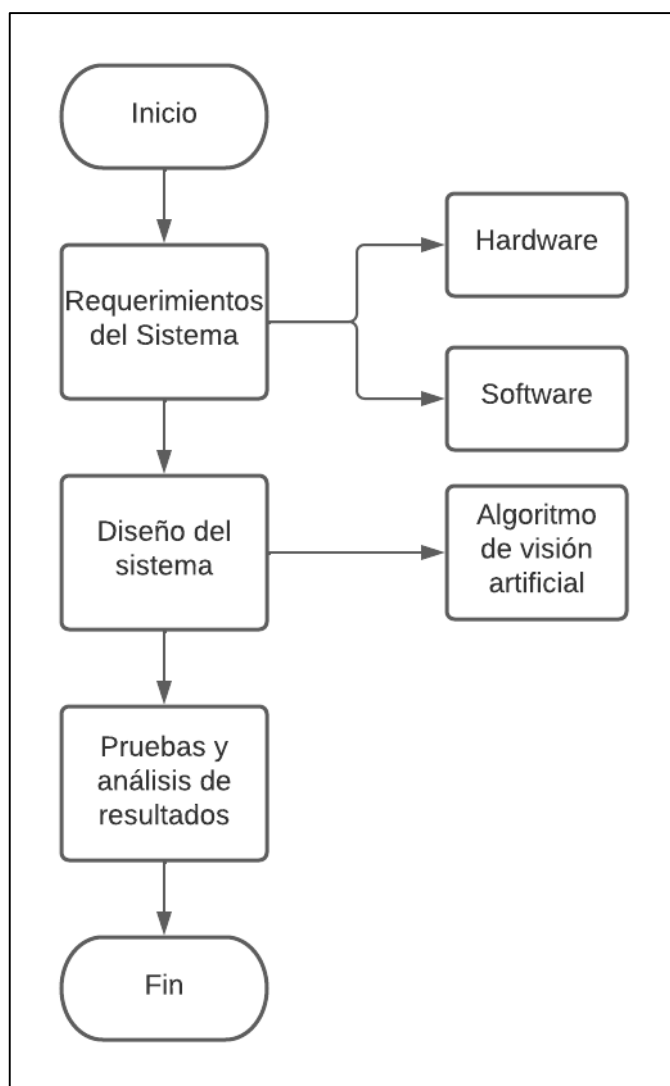 Inicio
Requerimientos
del Sistema
Hardware
Software
Diseño del
sistema
Algoritmo
de visión
artificial
Pruebas y
análisis de
resultados
Fin